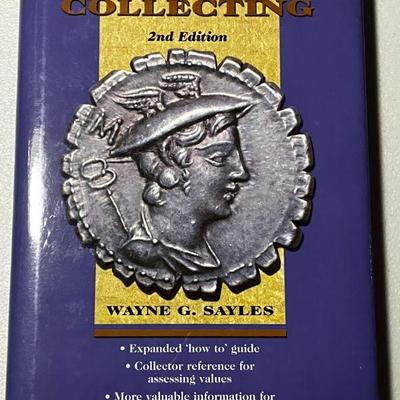 COLLECTING
2nd Edition
M
WAYNE G. SAYLES
• Expanded 'how to' guide
• Collector reference for
assessing values
• More valuable information for